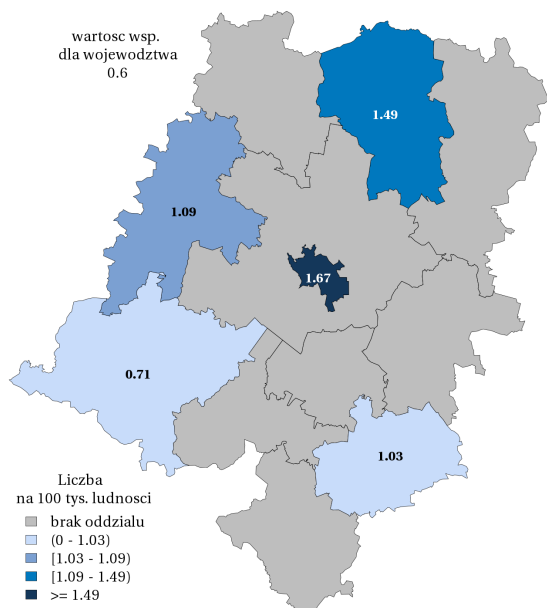 wartosc wsp.
dla wojewodztwa
0.6
1.49
1.09
1.67
0.71
1.03
Liczba
na 100 tys. ludnosci
brak oddzialu
(0 - 1.03)
[1.03 - 1.09)
[1.09 - 1.49)
>= 1.49